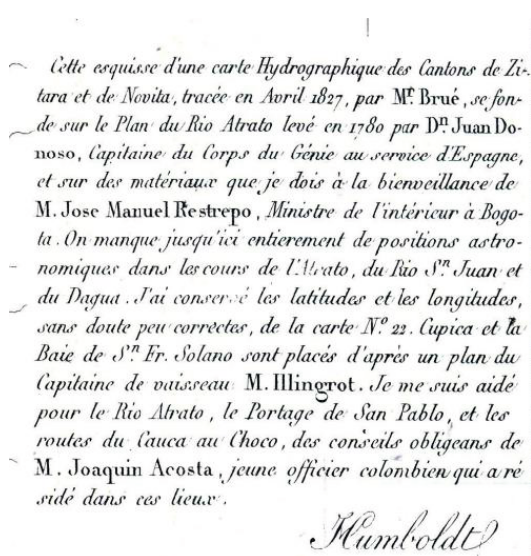 Cette esquisse d'une carte Hydrographique des Cantons de Zi-
tara et de Novita, tracée en Avril 1827, par Mr. Brué, se fon-
de sur le Plan du Rio Atrato levé en 1780 par Dn. Juan Do-
noso, Capitaine du Corps du Génie au service d'Espagne,
et sur des matériaux que je dois à la bienveillance de
M. Jose Manuel Restrepo, Ministre de l'intérieur à Bogo-
ta. On manque jusqu'ici entierement de positions astro-
nomiques dans les cours de l'Atrato, du Rio Sn. Juan et
du Dagua. J'ai conservé les latitudes et les longitudes,
sans doute peu correctes, de la carte No. 22. Cupica et la
Baie de Sn. Fr. Solano sont placés d'après un plan du
Capitaine de vaisseau M. Illingrot. Je me suis aidé
pour le Rio Atrato, le Portage de San Pablo, et les
routes du Cauca au Choco, des conseils obligeans de
M. Joaquin Acosta, jeune officier colombien qui a ré
sidé dans ces lieux.
Humboldt